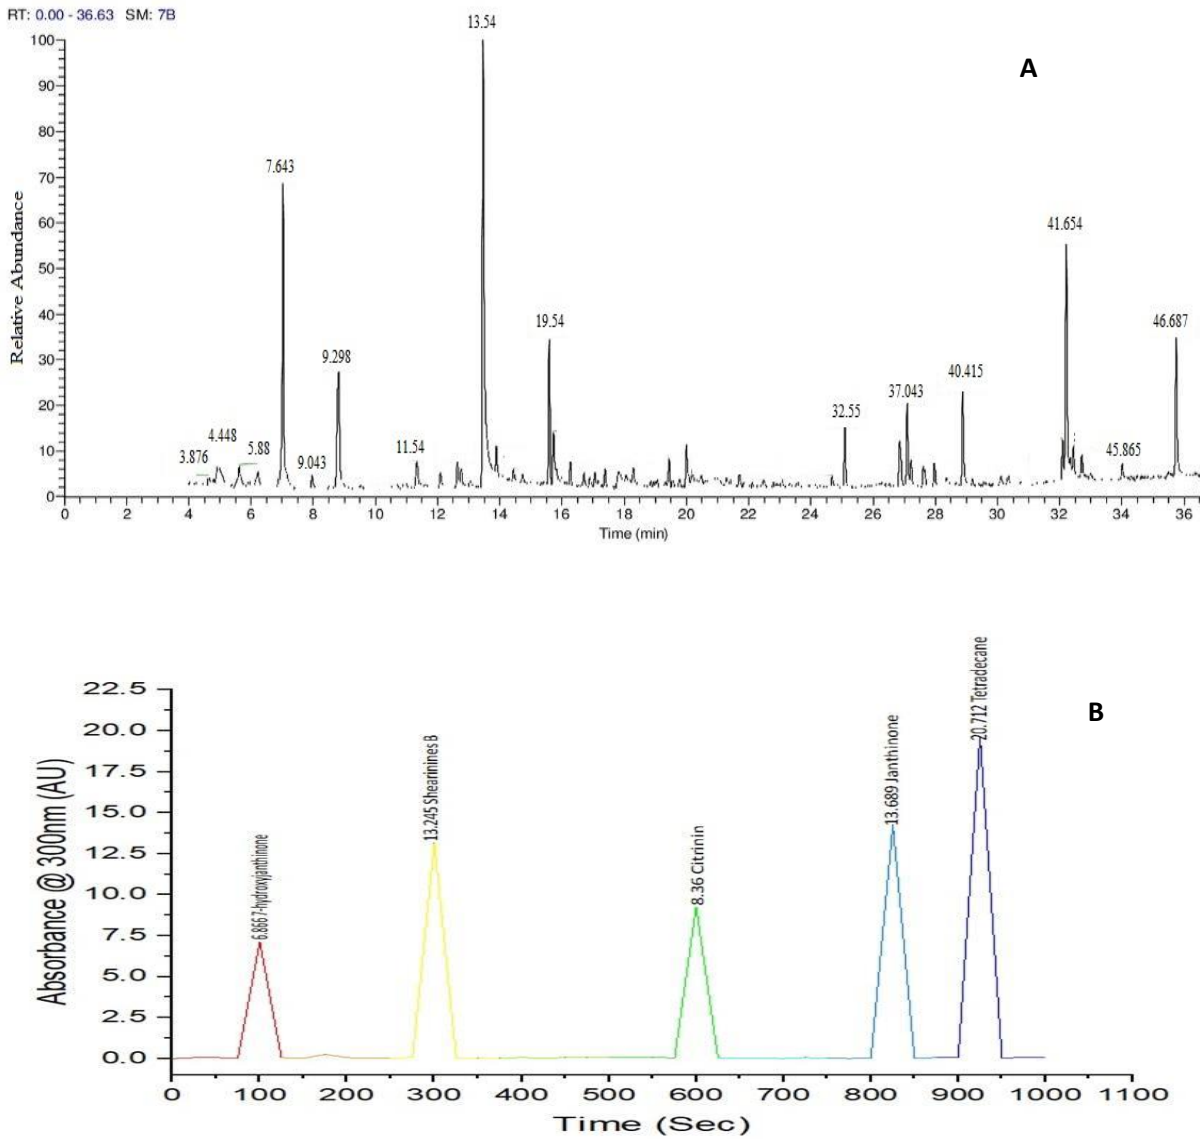 RT: 0.00 - 36.63 SM: 7B
A
Relative Abundance
100
90
80
70
60
50
40
30
20
10
0
3.876
4.448
5.88
7.643
9.043
9.298
11.54
13.54
19.54
32.55
37.043
40.415
41.654
45.865
46.687
0 2 4 6 8 10 12 14 16 18 20 22 24 26 28 30 32 34 36
Time (min)
B
Absorbance @ 300nm (AU)
22.5
20.0
17.5
15.0
12.5
10.0
7.5
5.0
2.5
0.0
6.866 7-hydroxyjanthinone
13.245 Shearinines B
8.36 Citrinin
13.689 Janthinone
20.712 Tetradecane
0 100 200 300 400 500 600 700 800 900 1000 1100
Time (Sec)